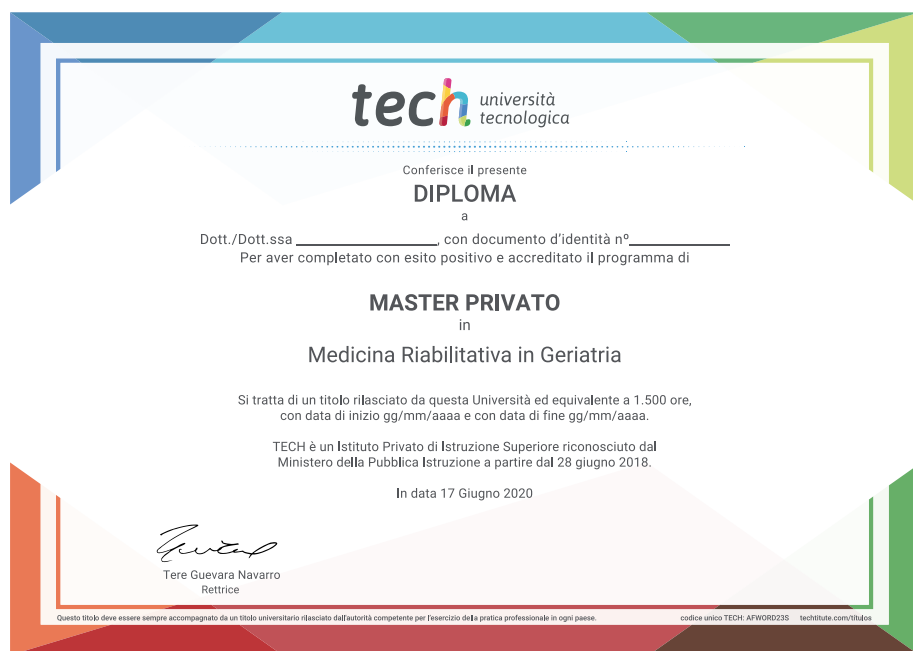 tech università
tecnologica
Conferisce il presente
DIPLOMA
a
Dott./Dott.ssa ________________, con documento d'identità nº____________
Per aver completato con esito positivo e accreditato il programma di
MASTER PRIVATO
in
Medicina Riabilitativa in Geriatria
Si tratta di un titolo rilasciato da questa Università ed equivalente a 1.500 ore,
con data di inizio gg/mm/aaaa e con data di fine gg/mm/aaaa.
TECH è un Istituto Privato di Istruzione Superiore riconosciuto dal
Ministero della Pubblica Istruzione a partire dal 28 giugno 2018.
In data 17 Giugno 2020
Tere Guevara Navarro
Rettrice
Questo titolo deve essere sempre accompagnato da un titolo universitario rilasciato dall'autorità competente per l'esercizio della pratica professionale in ogni paese. codice unico TECH: AFWORD23S techtitute.com/titulos